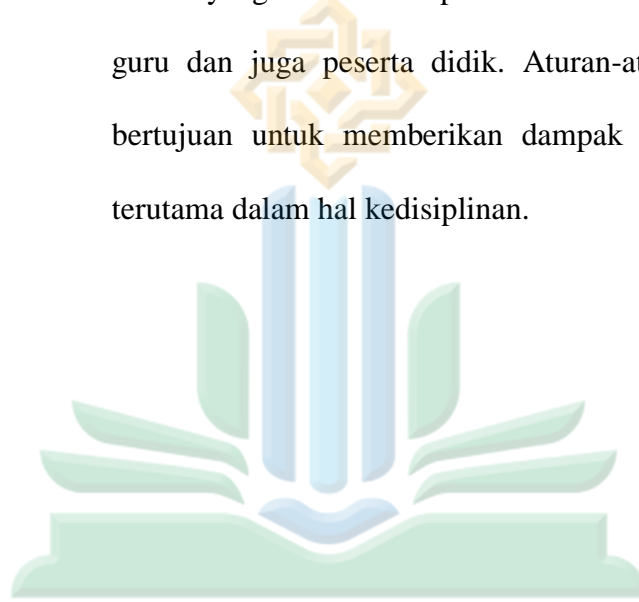 guru dan juga peserta didik. Aturan-at
bertujuan untuk memberikan dampak
terutama dalam hal kedisiplinan.